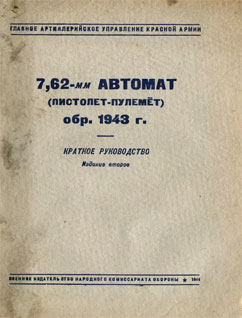 ГЛАВНОЕ АРТИЛЛЕРИЙСКОЕ УПРАВЛЕНИЕ КРАСНОЙ АРМИИ
7,62-мм АВТОМАТ
(ПИСТОЛЕТ-ПУЛЕМЁТ)
обр. 1943 г.
КРАТКОЕ РУКОВОДСТВО
Издание второе
ВОЕННОЕ ИЗДАТЕЛЬСТВО НАРОДНОГО КОМИССАРИАТА ОБОРОНЫ ★